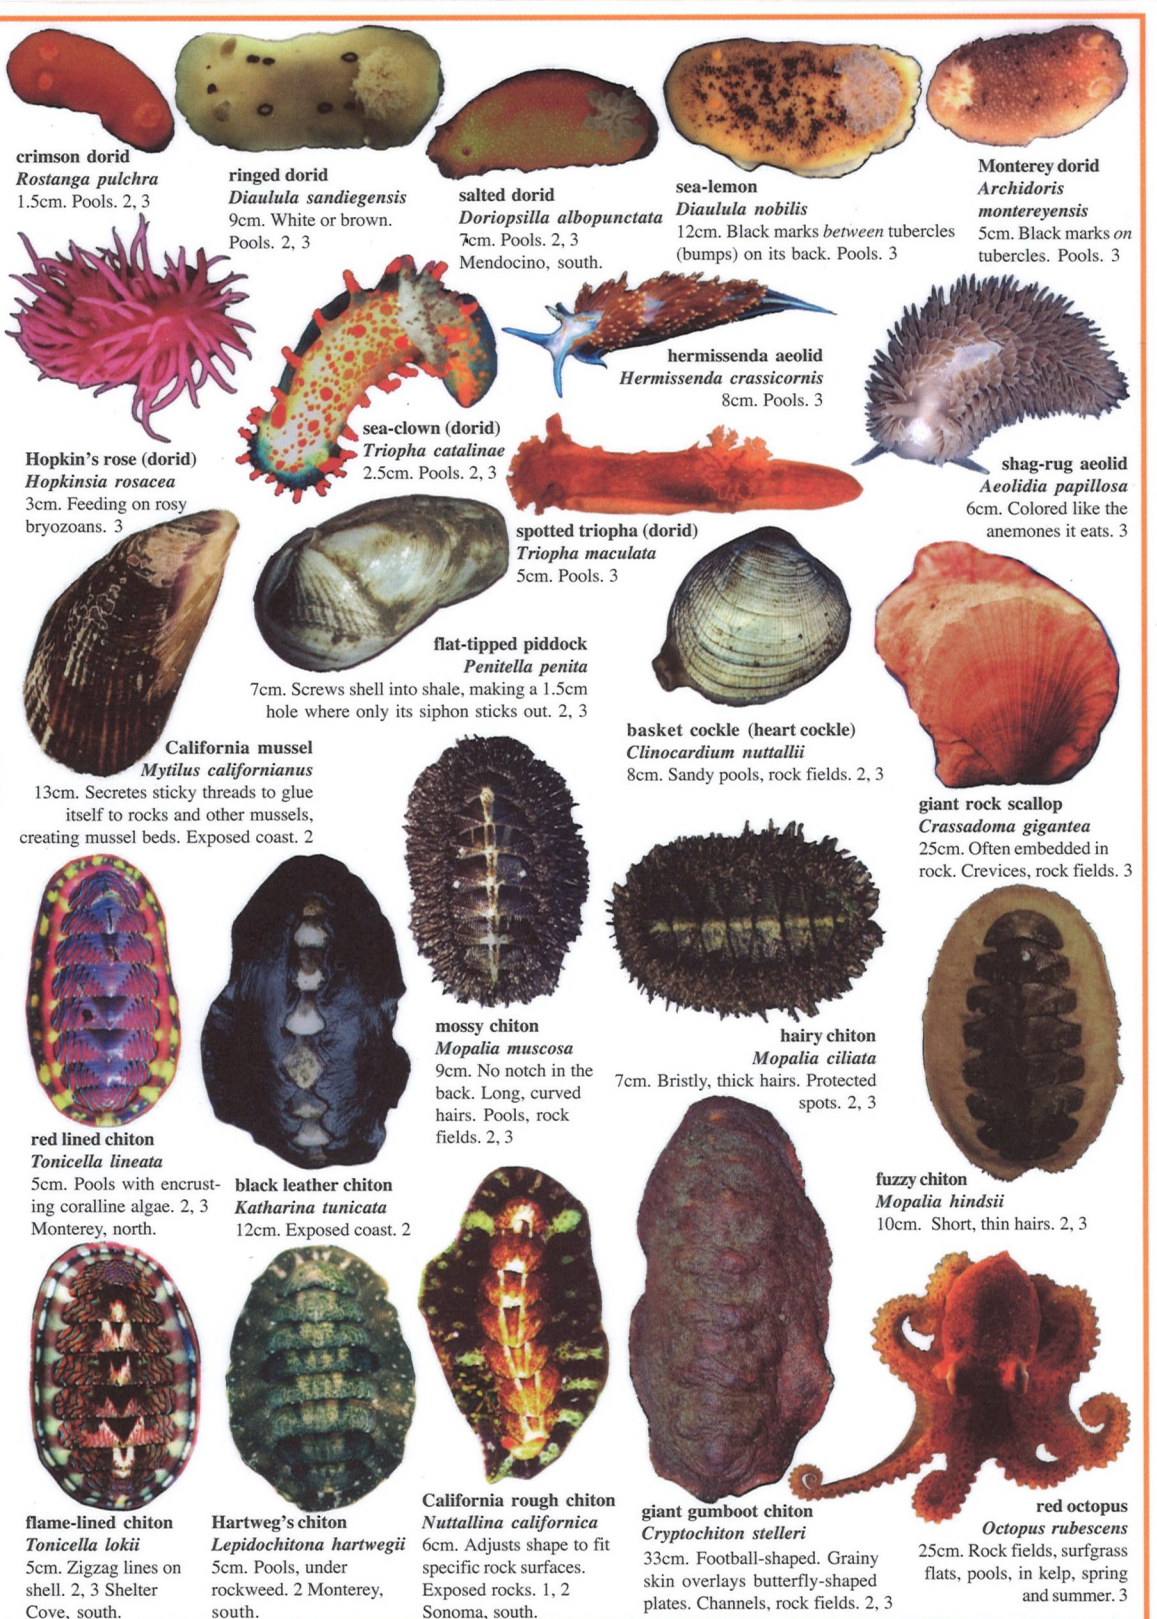 crimson dorid
Rostanga pulchra
1.5cm. Pools. 2, 3
ringed dorid
Diaulula sandiegensis
9cm. White or brown.
Pools. 2, 3
salted dorid
Doriopsilla albopunctata
7cm. Pools. 2, 3
Mendocino, south.
sea-lemon
Diaulula nobilis
12cm. Black marks between tubercles
(bumps) on its back. Pools. 3
Monterey dorid
Archidoris
montereyensis
5cm. Black marks on
tubercles. Pools. 3
Hopkin's rose (dorid)
Hopkinsia rosacea
3cm. Feeding on rosy
bryozoans. 3
sea-clown (dorid)
Triopha catalinae
2.5cm. Pools. 2, 3
hermissenda aeolid
Hermissenda crassicornis
8cm. Pools. 3
shag-rug aeolid
Aeolidia papillosa
6cm. Colored like the
anemones it eats. 3
spotted triopha (dorid)
Triopha maculata
5cm. Pools. 3
California mussel
Mytilus californianus
13cm. Secretes sticky threads to glue
itself to rocks and other mussels,
creating mussel beds. Exposed coast. 2
flat-tipped piddock
Penitella penita
7cm. Screws shell into shale, making a 1.5cm
hole where only its siphon sticks out. 2, 3
basket cockle (heart cockle)
Clinocardium nuttallii
8cm. Sandy pools, rock fields. 2, 3
giant rock scallop
Crassadoma gigantea
25cm. Often embedded in
rock. Crevices, rock fields. 3
red lined chiton
Tonicella lineata
5cm. Pools with encrust-
ing coralline algae. 2, 3
Monterey, north.
black leather chiton
Katharina tunicata
12cm. Exposed coast. 2
mossy chiton
Mopalia muscosa
9cm. No notch in the
back. Long, curved
hairs. Pools, rock
fields. 2, 3
hairy chiton
Mopalia ciliata
7cm. Bristly, thick hairs. Protected
spots. 2, 3
fuzzy chiton
Mopalia hindsii
10cm. Short, thin hairs. 2, 3
flame-lined chiton
Tonicella lokii
5cm. Zigzag lines on
shell. 2, 3 Shelter
Cove, south.
Hartweg's chiton
Lepidochitona hartwegii
5cm. Pools, under
rockweed. 2 Monterey,
south.
California rough chiton
Nuttallina californica
6cm. Adjusts shape to fit
specific rock surfaces.
Exposed rocks. 1, 2
Sonoma, south.
giant gumboot chiton
Cryptochiton stelleri
33cm. Football-shaped. Grainy
skin overlays butterfly-shaped
plates. Channels, rock fields. 2, 3
red octopus
Octopus rubescens
25cm. Rock fields, surfgrass
flats, pools, in kelp, spring
and summer. 3